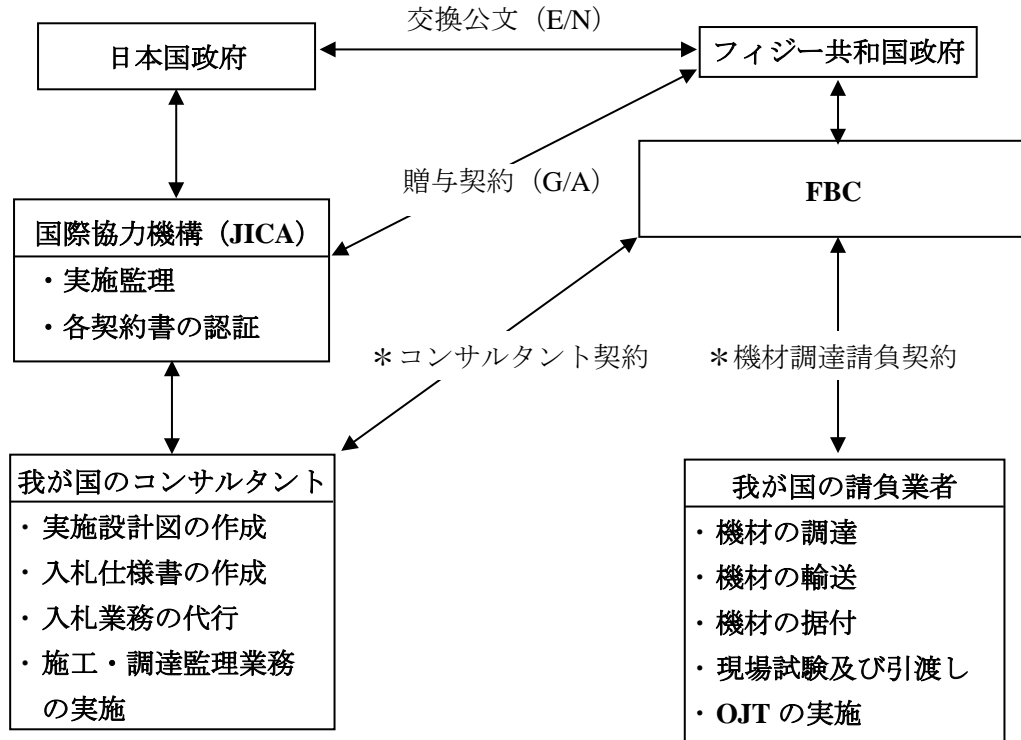 交換公文（E/N）
日本国政府
フィジー共和国政府
贈与契約（G/A）
FBC
国際協力機構（JICA）
・実施監理
・各契約書の認証
＊コンサルタント契約
＊機材調達請負契約
我が国のコンサルタント
・実施設計図の作成
・入札仕様書の作成
・入札業務の代行
・施工・調達監理業務
の実施
我が国の請負業者
・機材の調達
・機材の輸送
・機材の据付
・現場試験及び引渡し
・OJT の実施